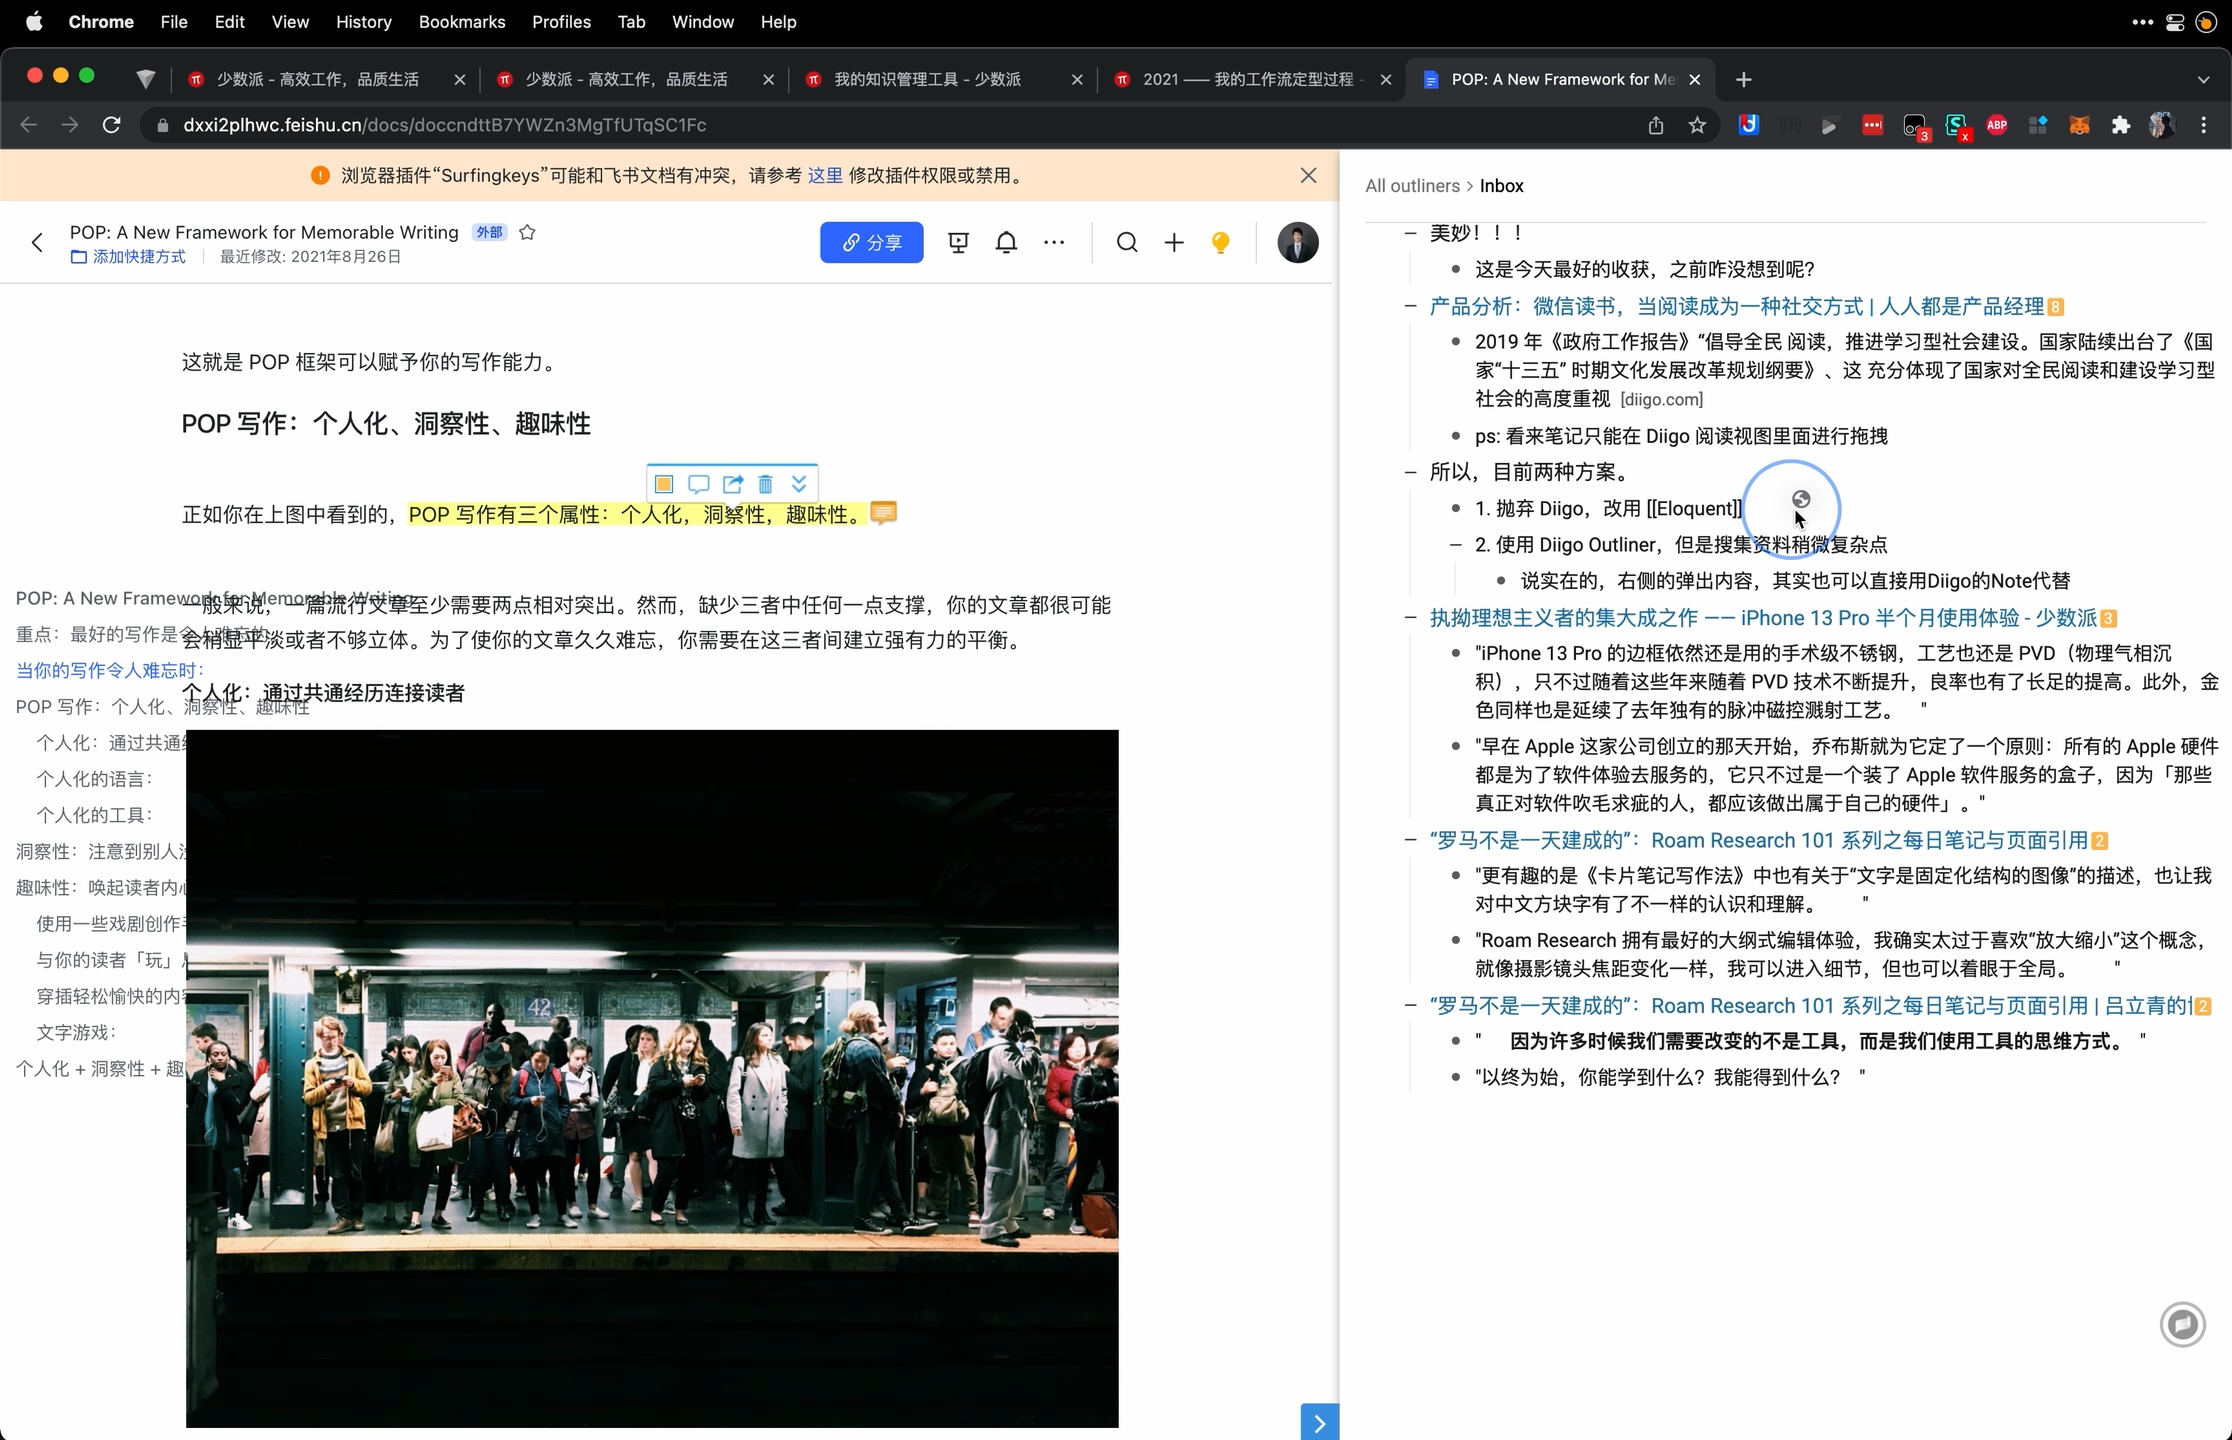 Chrome File Edit View History Bookmarks Profiles Tab Window Help
少数派 - 高效工作，品质生活
少数派 - 高效工作，品质生活
我的知识管理工具 - 少数派
2021 —— 我的工作流定型过程 -
POP: A New Framework for Me
dxxi2plhwc.feishu.cn/docs/doccndttB7YWZn3MgTfUTqSC1Fc
3
x
ABP
浏览器插件“Surfingkeys”可能和飞书文档有冲突，请参考 这里 修改插件权限或禁用。
POP: A New Framework for Memorable Writing 外部
添加快捷方式 最近修改: 2021年8月26日
分享
这就是 POP 框架可以赋予你的写作能力。
POP 写作：个人化、洞察性、趣味性
正如你在上图中看到的，POP 写作有三个属性：个人化，洞察性，趣味性。
一般来说，一篇流行文章至少需要两点相对突出。然而，缺少三者中任何一点支撑，你的文章都很可能
会稍显平淡或者不够立体。为了使你的文章久久难忘，你需要在这三者间建立强有力的平衡。
个人化：通过共通经历连接读者
POP: A New Framework for Memorable Writing
重点：最好的写作是令人难忘的
当你的写作令人难忘时：
POP 写作：个人化、洞察性、趣味性
个人化：通过共通
个人化的语言：
个人化的工具：
洞察性：注意到别人
趣味性：唤起读者内
使用一些戏剧创作
与你的读者「玩」
穿插轻松愉快的内
文字游戏：
个人化 + 洞察性 + 趣
42
All outliners › Inbox
美妙！！！
这是今天最好的收获，之前咋没想到呢？
产品分析：微信读书，当阅读成为一种社交方式 | 人人都是产品经理 8
2019 年《政府工作报告》“倡导全民 阅读，推进学习型社会建设。国家陆续出台了《国
家“十三五” 时期文化发展改革规划纲要》、这 充分体现了国家对全民阅读和建设学习型
社会的高度重视 [diigo.com]
ps: 看来笔记只能在 Diigo 阅读视图里面进行拖拽
所以，目前两种方案。
1. 抛弃 Diigo，改用 [[Eloquent]]
2. 使用 Diigo Outliner，但是搜集资料稍微复杂点
说实在的，右侧的弹出内容，其实也可以直接用Diigo的Note代替
执拗理想主义者的集大成之作 —— iPhone 13 Pro 半个月使用体验 - 少数派 3
"iPhone 13 Pro 的边框依然还是用的手术级不锈钢，工艺也还是 PVD（物理气相沉
积），只不过随着这些年来随着 PVD 技术不断提升，良率也有了长足的提高。此外，金
色同样也是延续了去年独有的脉冲磁控溅射工艺。 "
"早在 Apple 这家公司创立的那天开始，乔布斯就为它定了一个原则：所有的 Apple 硬件
都是为了软件体验去服务的，它只不过是一个装了 Apple 软件服务的盒子，因为「那些
真正对软件吹毛求疵的人，都应该做出属于自己的硬件」。"
“罗马不是一天建成的”：Roam Research 101 系列之每日笔记与页面引用 2
"更有趣的是《卡片笔记写作法》中也有关于“文字是固定化结构的图像”的描述，也让我
对中文方块字有了不一样的认识和理解。 "
"Roam Research 拥有最好的大纲式编辑体验，我确实太过于喜欢“放大缩小”这个概念，
就像摄影镜头焦距变化一样，我可以进入细节，但也可以着眼于全局。 "
“罗马不是一天建成的”：Roam Research 101 系列之每日笔记与页面引用 | 吕立青的 2
" 因为许多时候我们需要改变的不是工具，而是我们使用工具的思维方式。 "
"以终为始，你能学到什么？我能得到什么？ "